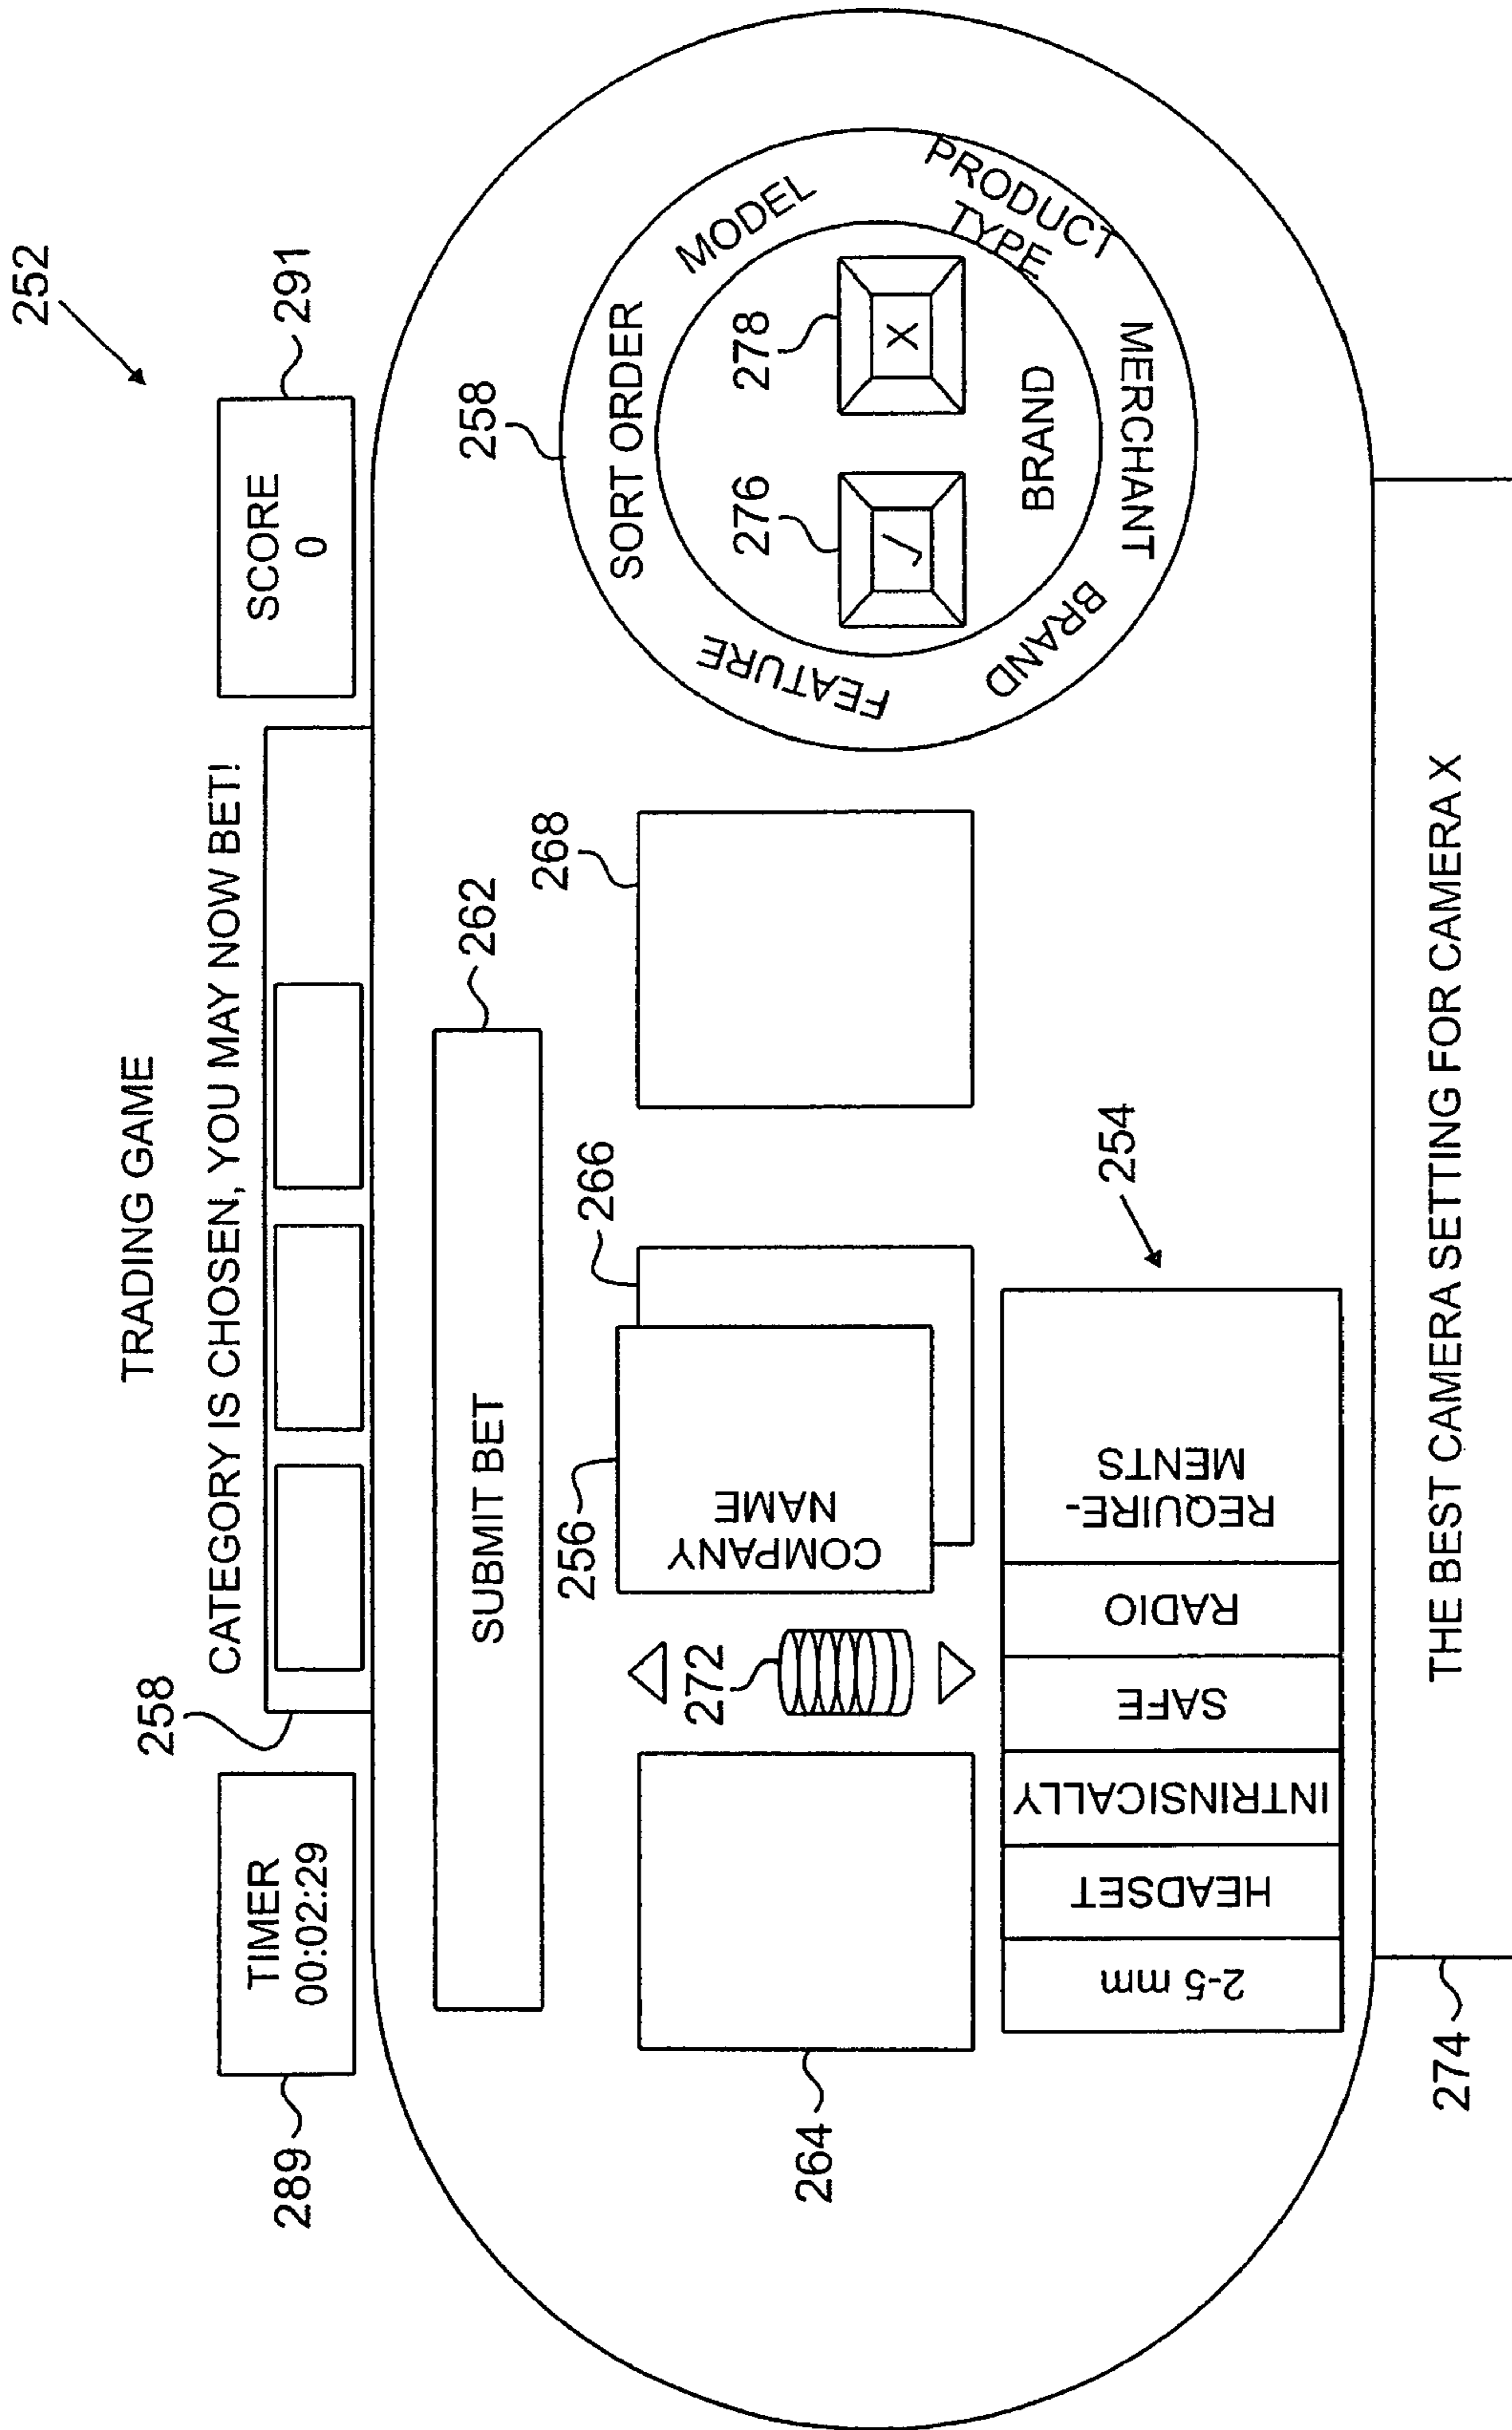 252
TRADING GAME
CATEGORY IS CHOSEN, YOU MAY NOW BET!
289
TIMER
00:02:29
258
SCORE
0
291
SUBMIT BET
262
264
272
256
COMPANY
NAME
266
268
258
SORT ORDER
MODEL
PRODUCT
TYPE
MERCHANT
BRAND
FEATURE
276
√
278
X
BRAND
254
2-5 mm
HEADSET
INTRINSICALLY
SAFE
RADIO
REQUIRE-
MENTS
274
THE BEST CAMERA SETTING FOR CAMERA X